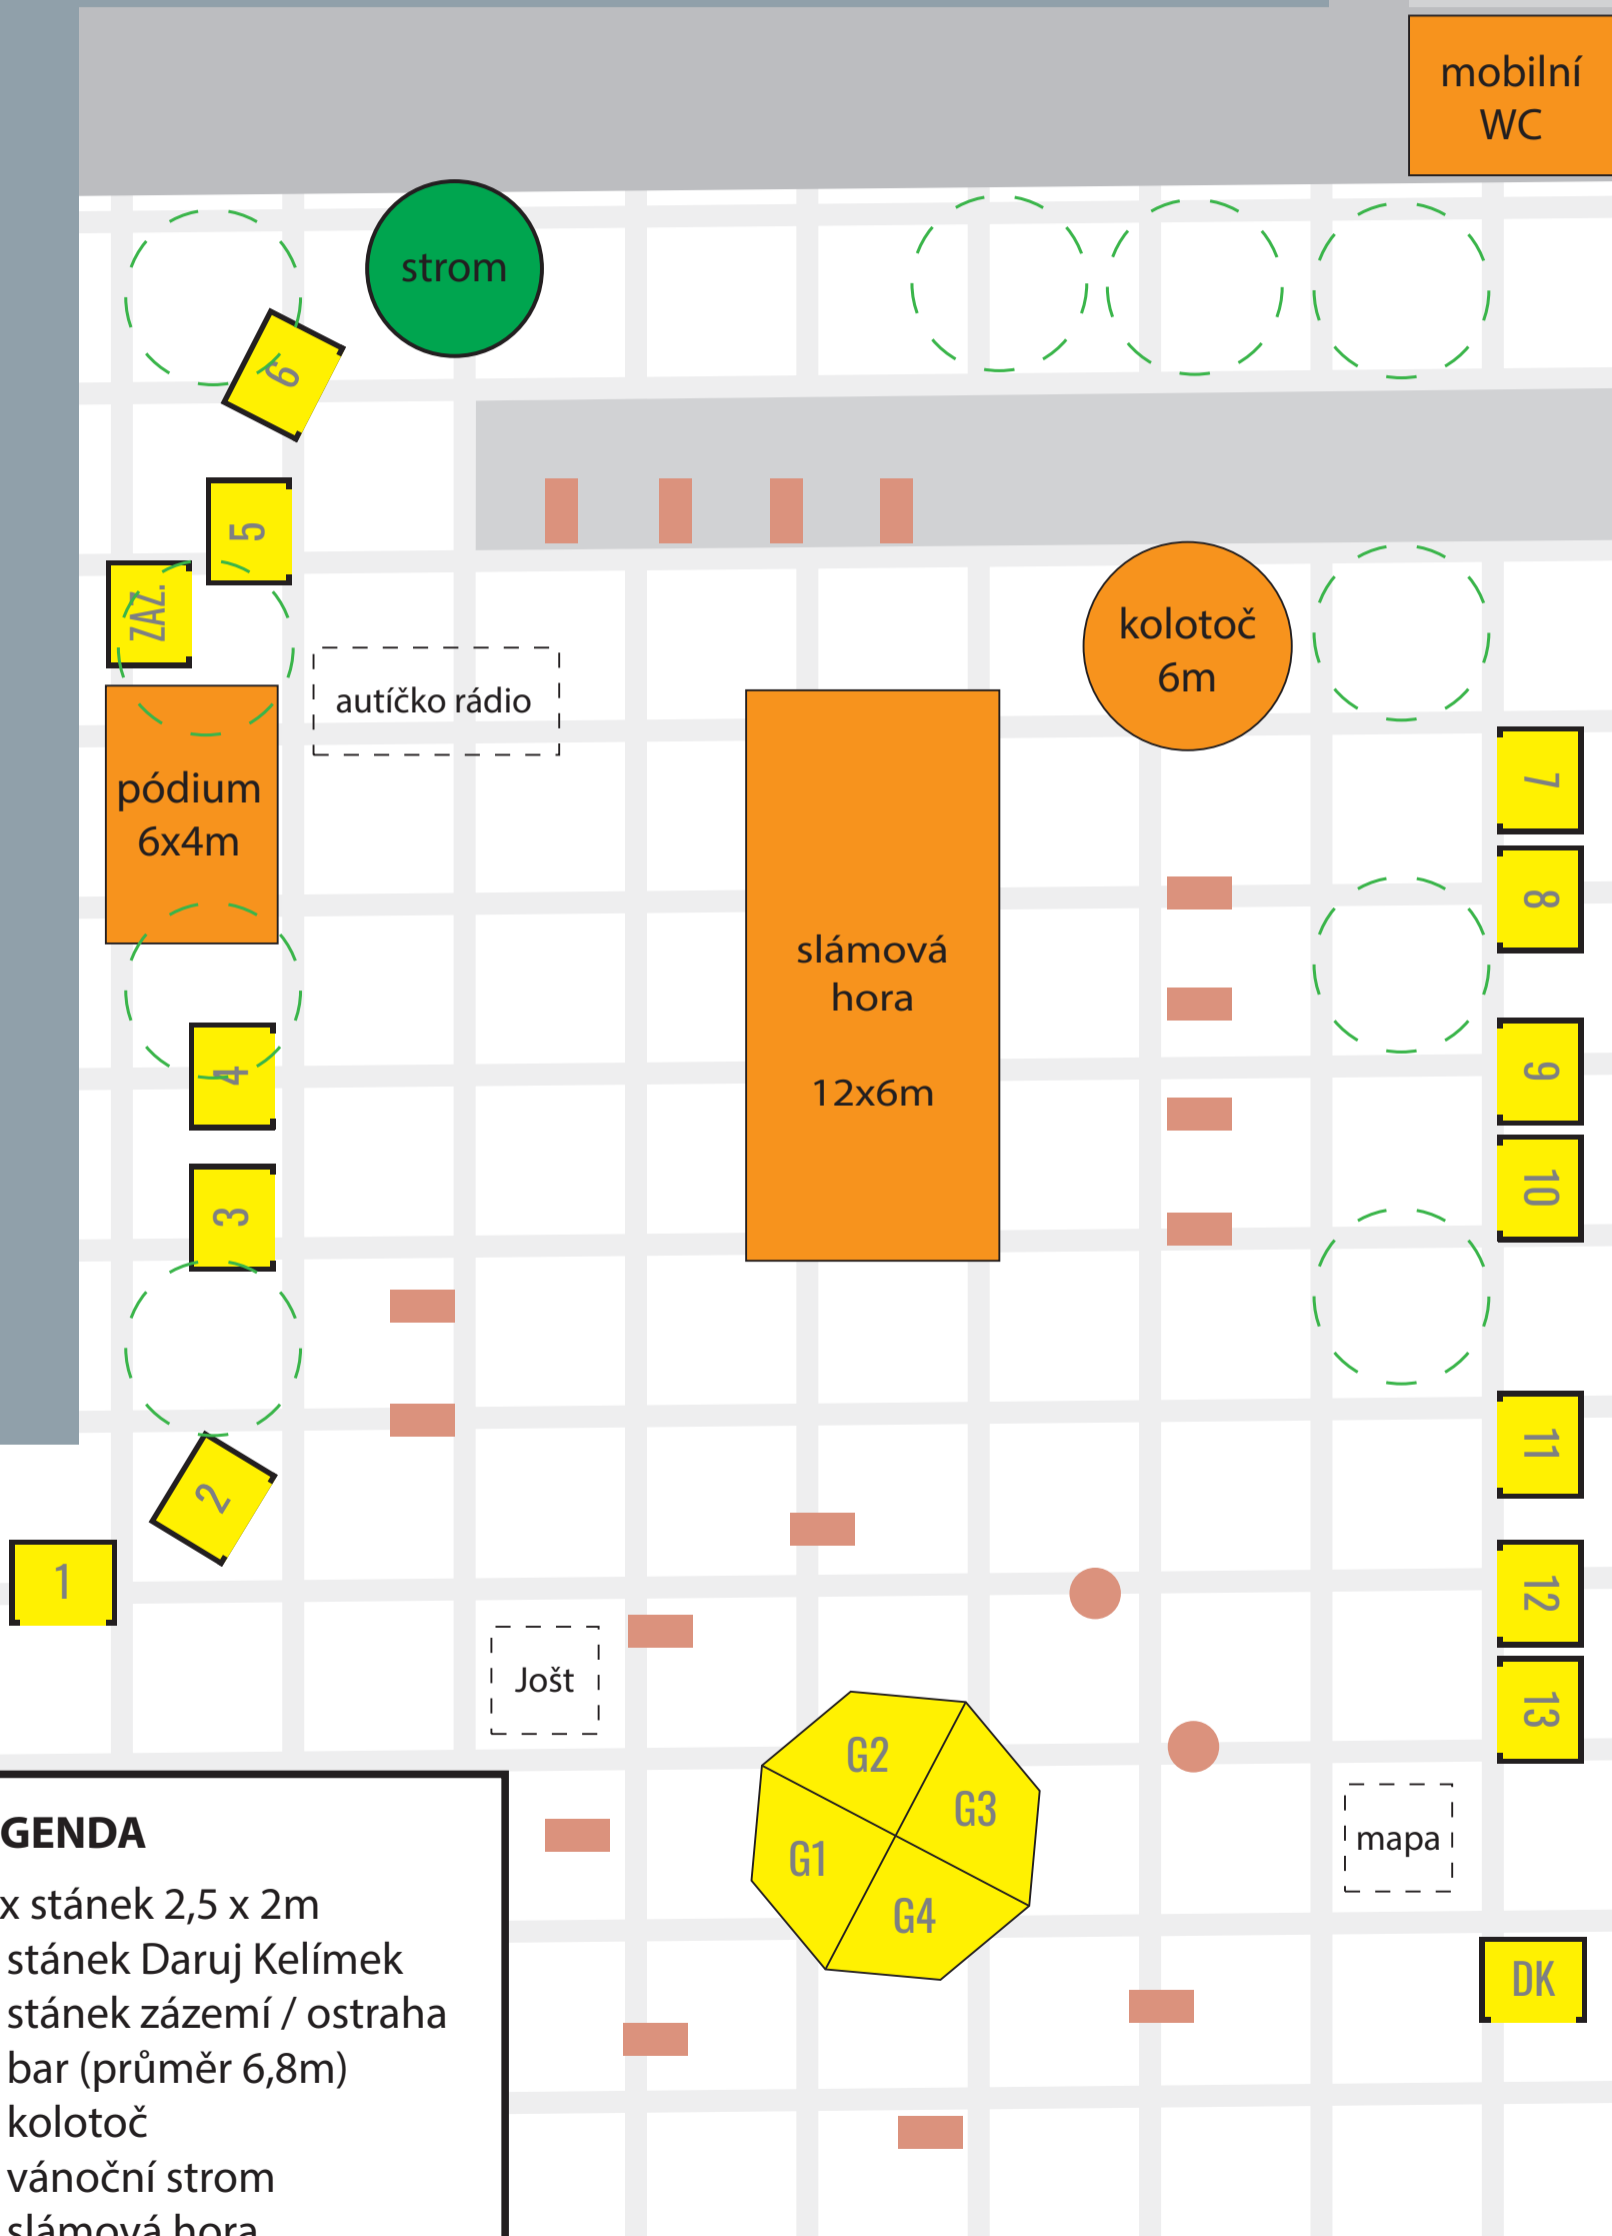 mobilní
WC
strom
6
5
ZÁZ.
autíčko rádio
kolotoč
6m
pódium
6x4m
7
8
slámová
hora
12x6m
4
9
3
10
11
2
1
12
Jošt
13
G2
G3
G1
G4
mapa
DK
GENDA
x stánek 2,5 x 2m
stánek Daruj Kelímek
stánek zázemí / ostraha
bar (průměr 6,8m)
kolotoč
vánoční strom
slámová hora